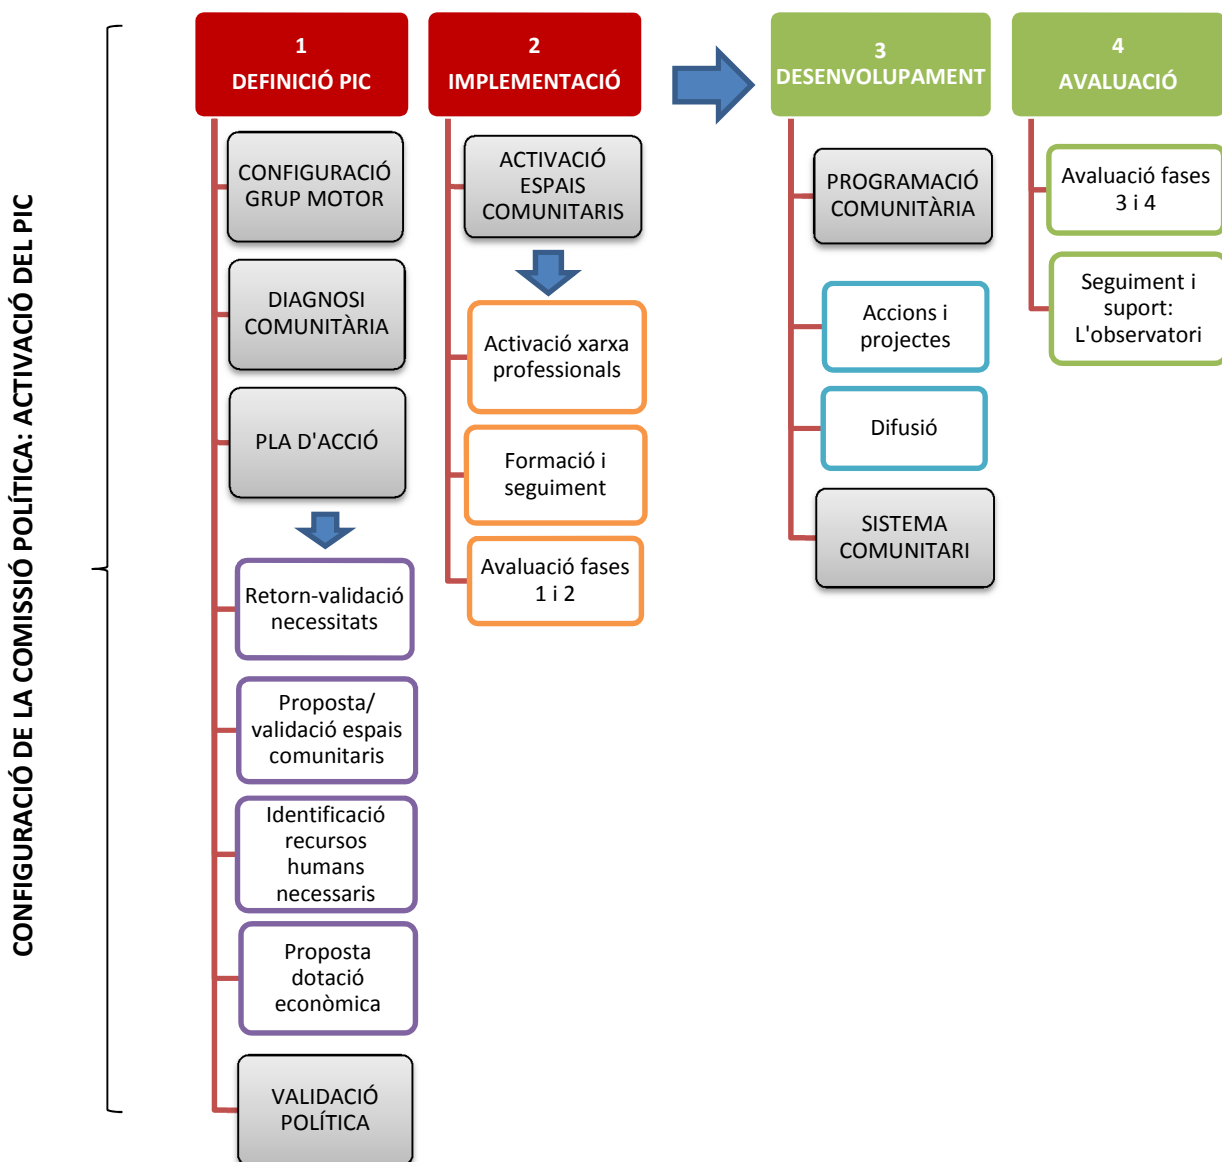 CONFIGURACIÓ DE LA COMISSIÓ POLÍTICA: ACTIVACIÓ DEL PIC
1
DEFINICIÓ PIC
CONFIGURACIÓ
GRUP MOTOR
DIAGNOSI
COMUNITÀRIA
PLA D'ACCIÓ
Retorn-validació
necessitats
Proposta/
validació espais
comunitaris
Identificació
recursos
humans
necessaris
Proposta
dotació
econòmica
VALIDACIÓ
POLÍTICA
2
IMPLEMENTACIÓ
ACTIVACIÓ
ESPAIS
COMUNITARIS
Activació xarxa
professionals
Formació i
seguiment
Avaluació fases
1 i 2
3
DESENVOLUPAMENT
PROGRAMACIÓ
COMUNITÀRIA
Accions i
projectes
Difusió
SISTEMA
COMUNITARI
4
AVALUACIÓ
Avaluació fases
3 i 4
Seguiment i
suport:
L'observatori